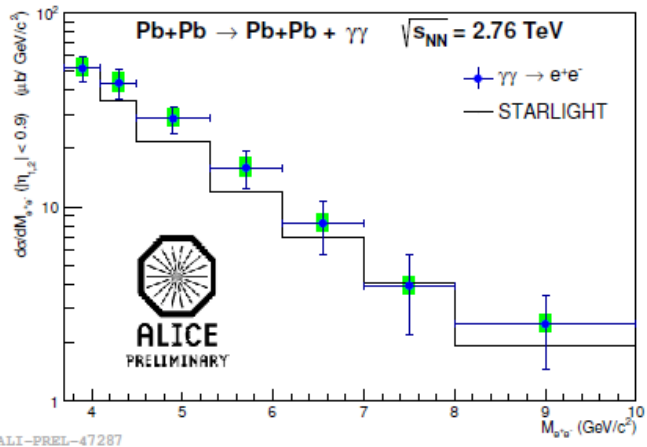 Pb+Pb → Pb+Pb + γγ √sNN = 2.76 TeV
γγ → e⁺e⁻
STARLIGHT
dσ/dMe⁺e⁻ (|η1,2| < 0.9) (μb/ GeV/c²)
10²
10
1
ALICE
PRELIMINARY
4 5 6 7 8 9 10
Me⁺e⁻ (GeV/c²)
ALI-PREL-47287